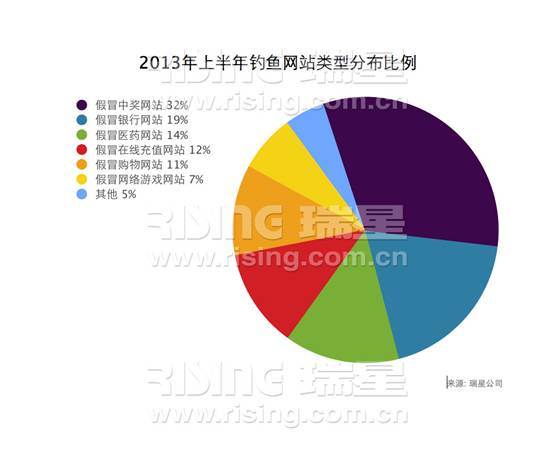 2013年上半年钓鱼网站类型分布比例
假冒中奖网站 32%
假冒银行网站 19%
假冒医药网站 14%
假冒在线充值网站 12%
假冒购物网站 11%
假冒网络游戏网站 7%
其他 5%
来源: 瑞星公司
RISING 瑞星
www.rising.com.cn
RISING 瑞星
www.rising.com.cn
RISING 瑞星
www.rising.com.cn